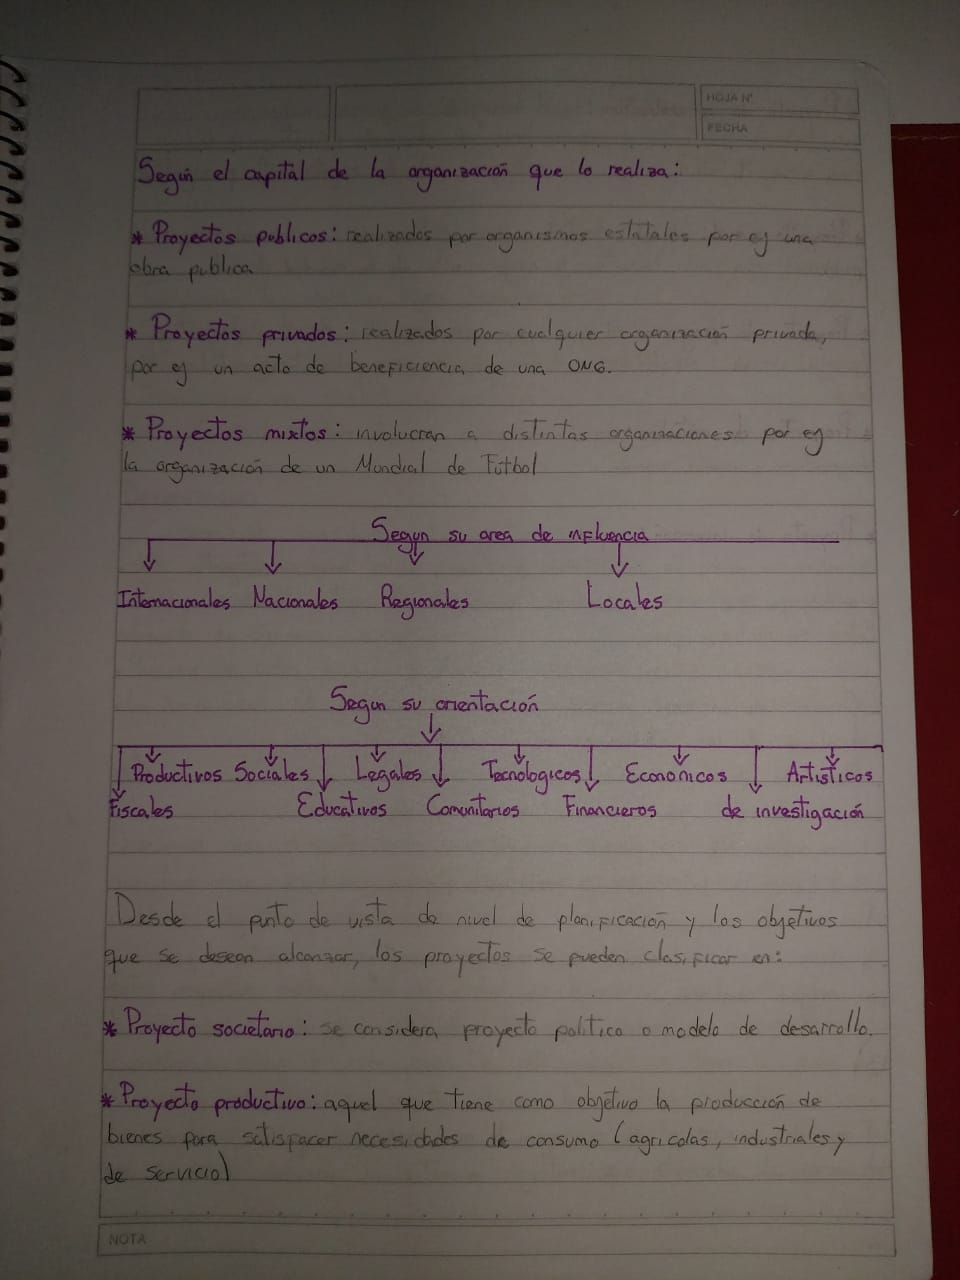 HOJA N°
FECHA
Según el capital de la organización que lo realiza:
* Proyectos publicos: realizados por organismos estatales por ej una
obra publica
* Proyectos privados: realizados por cualquier organización privada,
por ej un acto de beneficiencia de una ONG.
* Proyectos mixtos: involucran a distintas organizaciones por ej
la organización de un Mundial de Fútbol
Segun su area de influencia
Internacionales Nacionales Regionales Locales
Segun su orientación
Productivos Sociales Legales Tecnologicos Economicos Artisticos
Fiscales Educativos Comunitarios Financieros de investigación
Desde el punto de vista de nivel de planificación y los objetivos
que se desean alcanzar, los proyectos se pueden clasificar en:
* Proyecto societario: se considera proyecto politico o modelo de desarrollo.
* Proyecto productivo: aquel que tiene como objetivo la producción de
bienes para satisfacer necesidades de consumo (agricolas, industriales y
de servicio)
NOTA